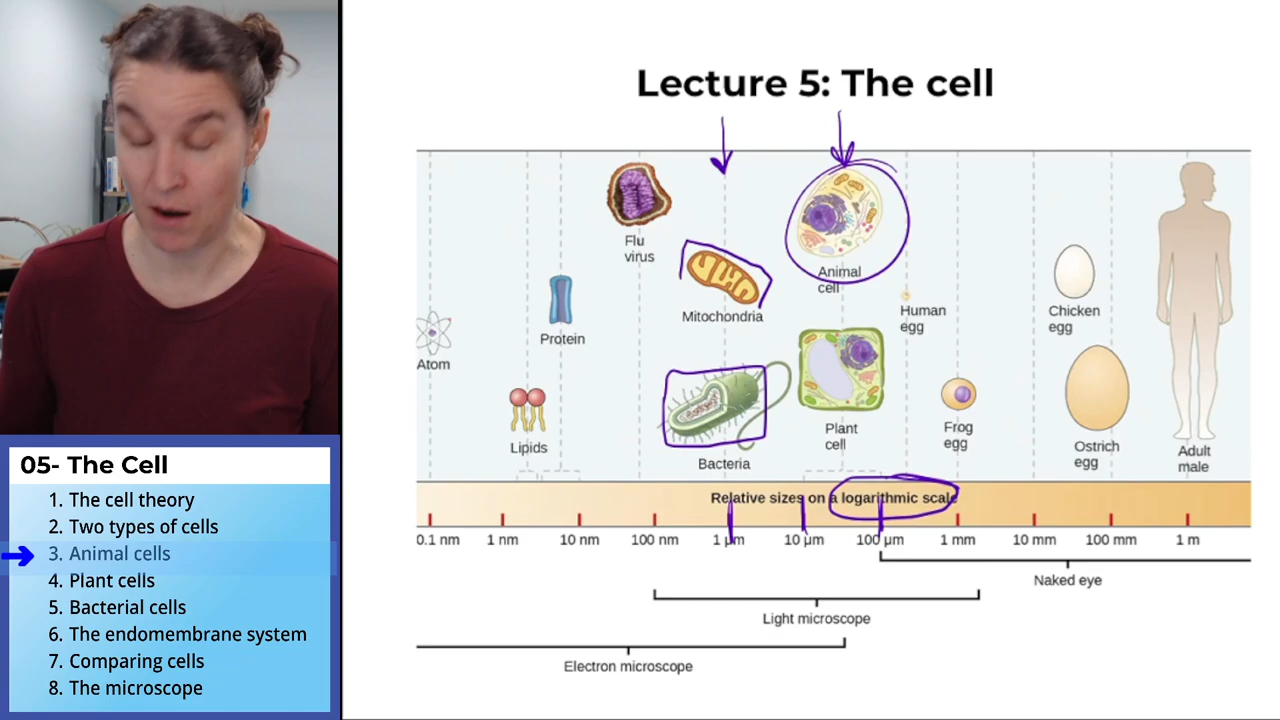 Lecture 5: The cell
Flu
virus
Animal
cell
Mitochondria
Human
egg
Chicken
egg
Protein
Atom
Lipids
Bacteria
Plant
cell
Frog
egg
Ostrich
egg
Adult
male
Relative sizes on a logarithmic scale
0.1 nm 1 nm 10 nm 100 nm 1 μm 10 μm 100 μm 1 mm 10 mm 100 mm 1 m
Naked eye
Light microscope
Electron microscope
05- The Cell
1. The cell theory
2. Two types of cells
3. Animal cells
4. Plant cells
5. Bacterial cells
6. The endomembrane system
7. Comparing cells
8. The microscope